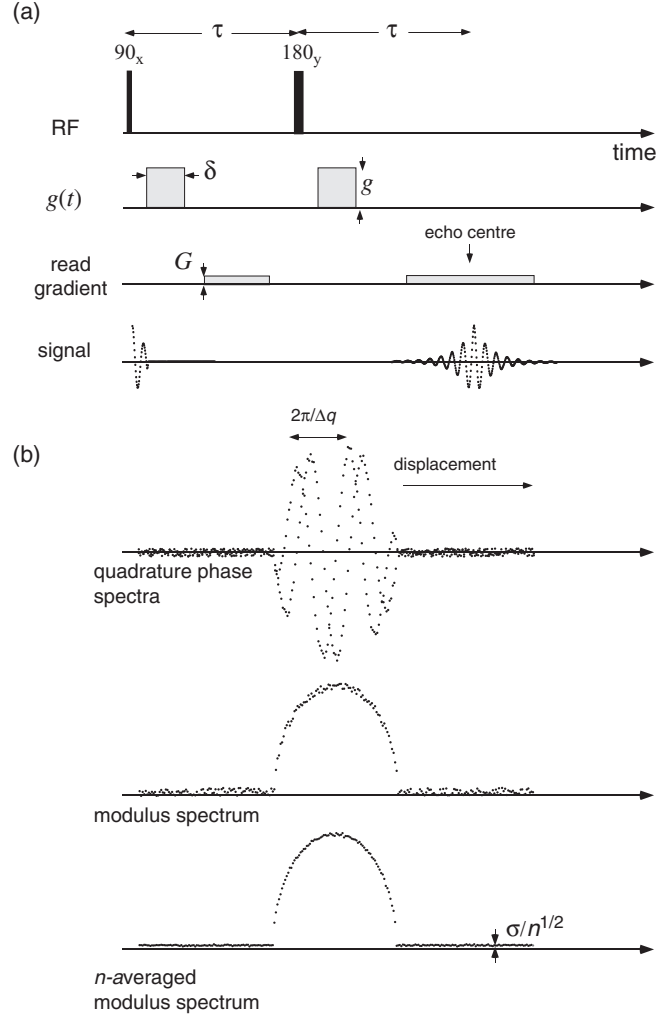 (a)
τ τ
90x 180y
RF
time
g(t) δ g
echo centre
read
gradient G
signal
2π/Δq
(b)
displacement
quadrature phase
spectra
modulus spectrum
σ/n1/2
n-averaged
modulus spectrum